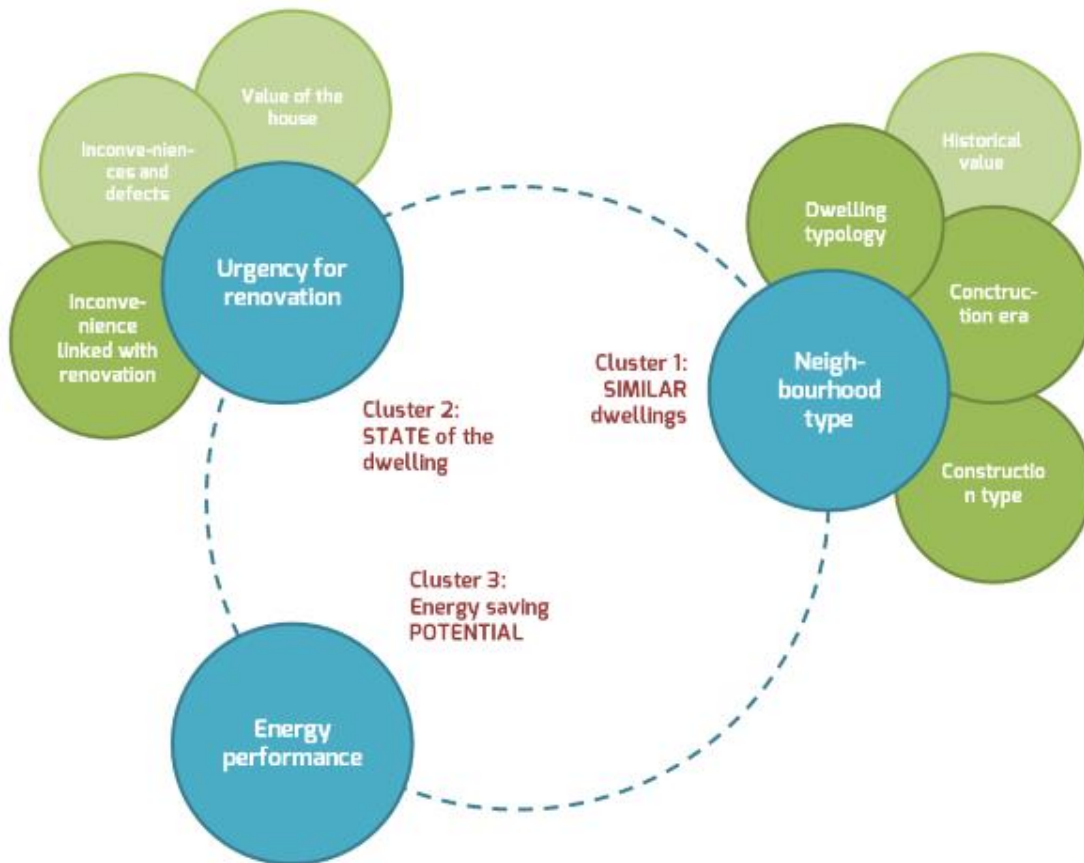 Value of the
house
Inconve-nien-
ces and
defects
Urgency for
renovation
Inconve-
nience
linked with
renovation
Historical
value
Dwelling
typology
Conctruc-
tion era
Neigh-
bourhood
type
Constructio
n type
Cluster 1:
SIMILAR
dwellings
Cluster 2:
STATE of the
dwelling
Cluster 3:
Energy saving
POTENTIAL
Energy
performance